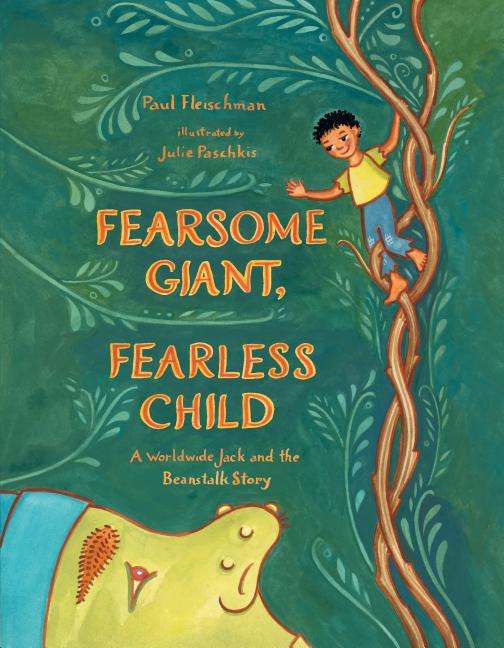 Paul Fleischman
illustrated by
Julie Paschkis
FEARSOME
GIANT,
FEARLESS
CHILD
A Worldwide Jack and the
Beanstalk Story